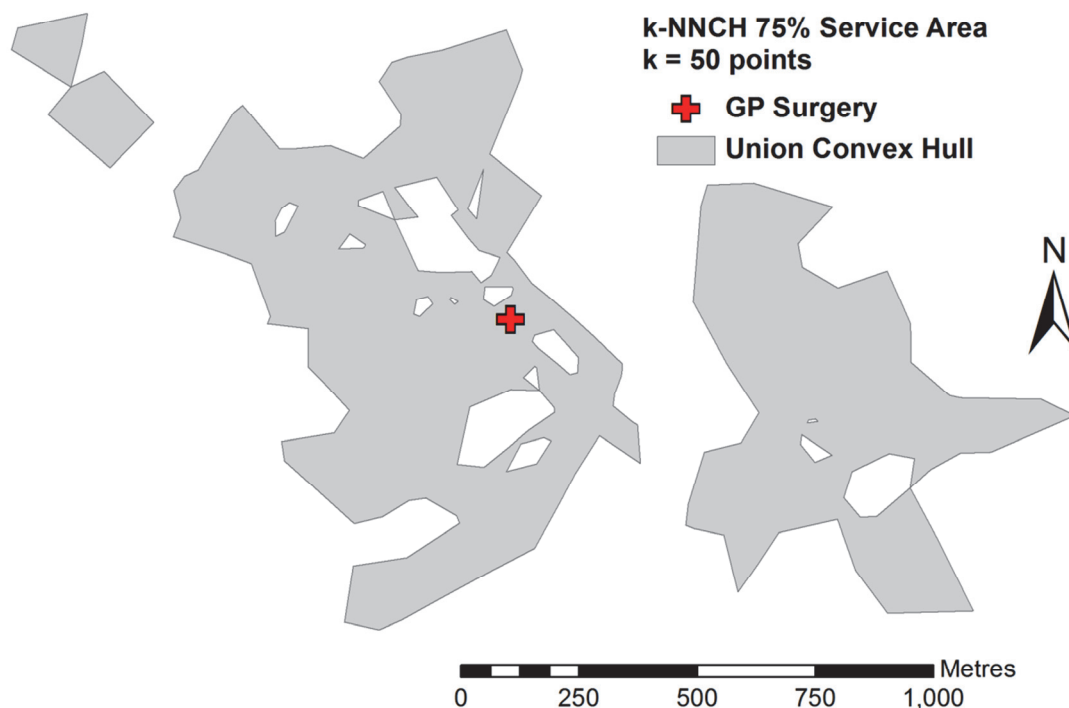 k-NNCH 75% Service Area
k = 50 points
GP Surgery
Union Convex Hull
N
Metres
0 250 500 750 1,000